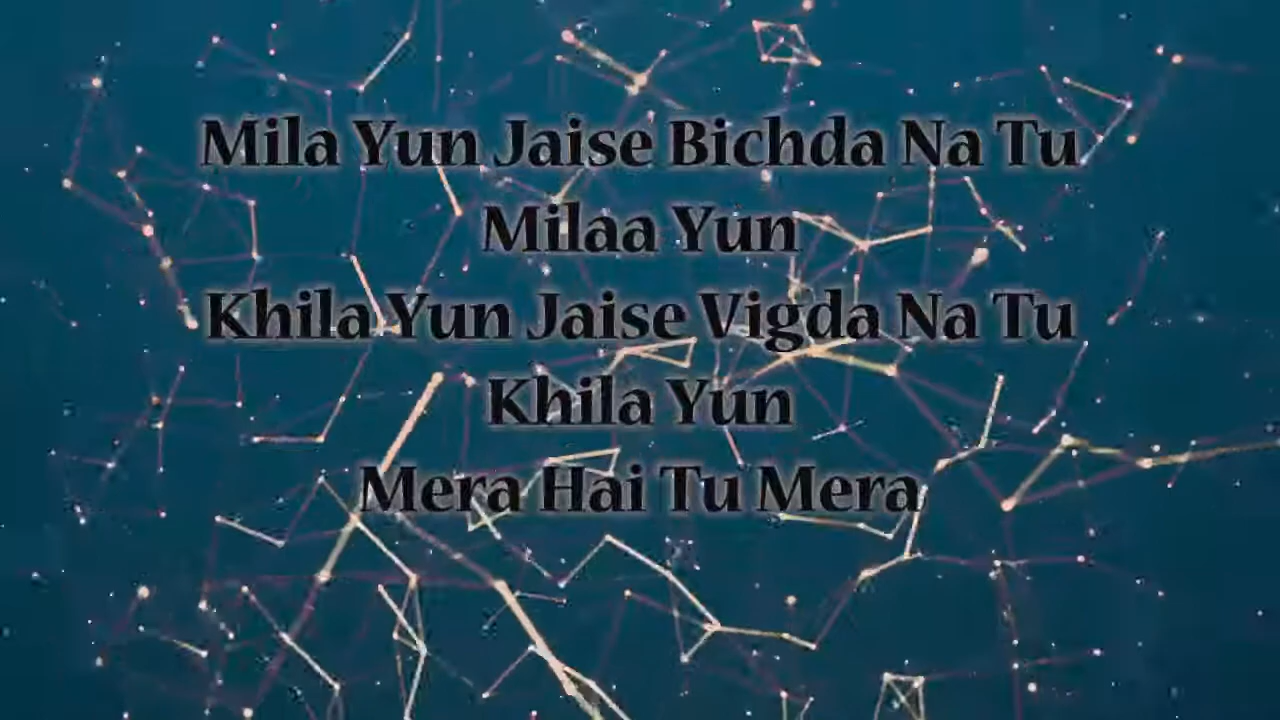 Mila Yun Jaise Bichda Na Tu
Milaa Yun
Khila Yun Jaise Vigda Na Tu
Khila Yun
Mera Hai Tu Mera